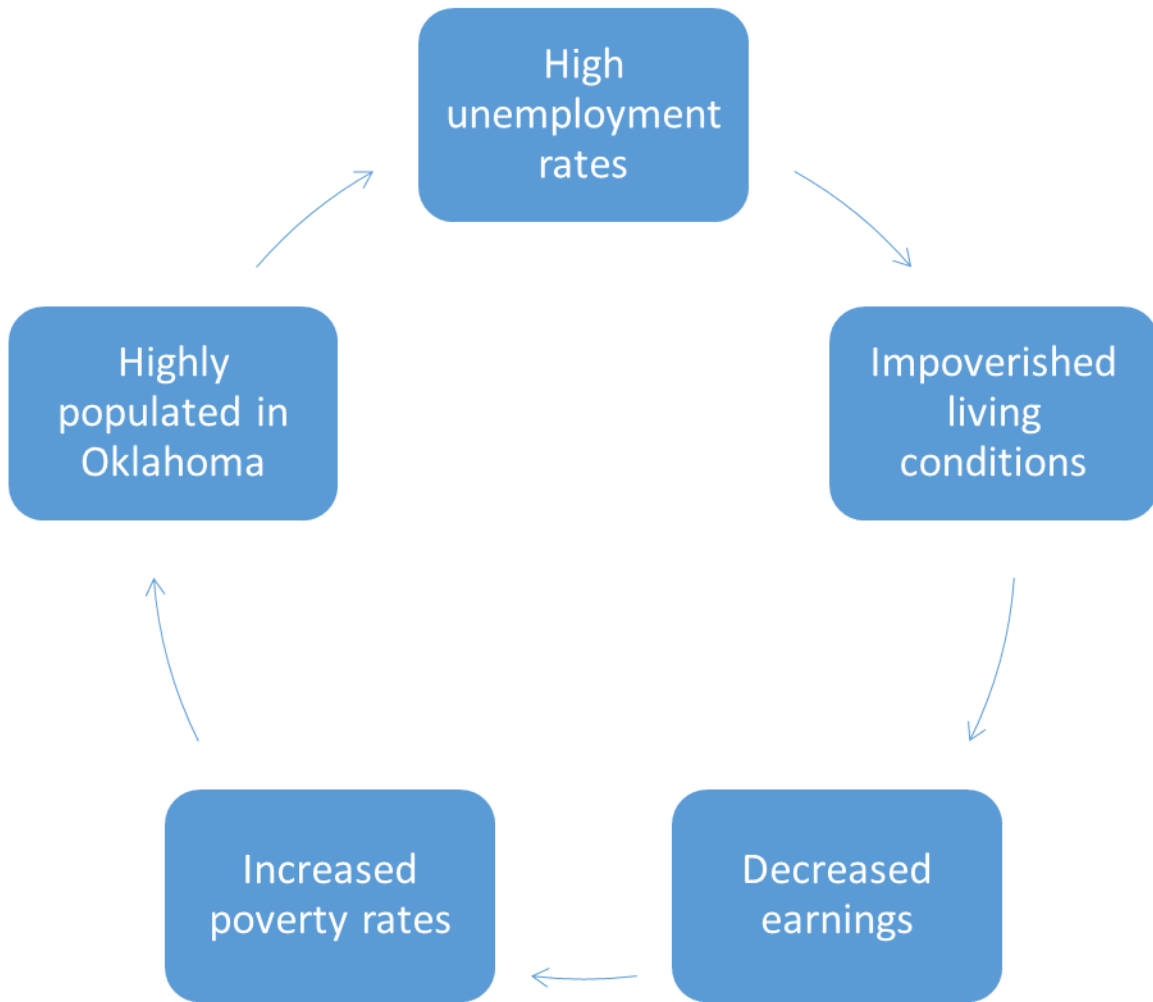 High
unemployment
rates
Impoverished
living
conditions
Decreased
earnings
Increased
poverty rates
Highly
populated in
Oklahoma